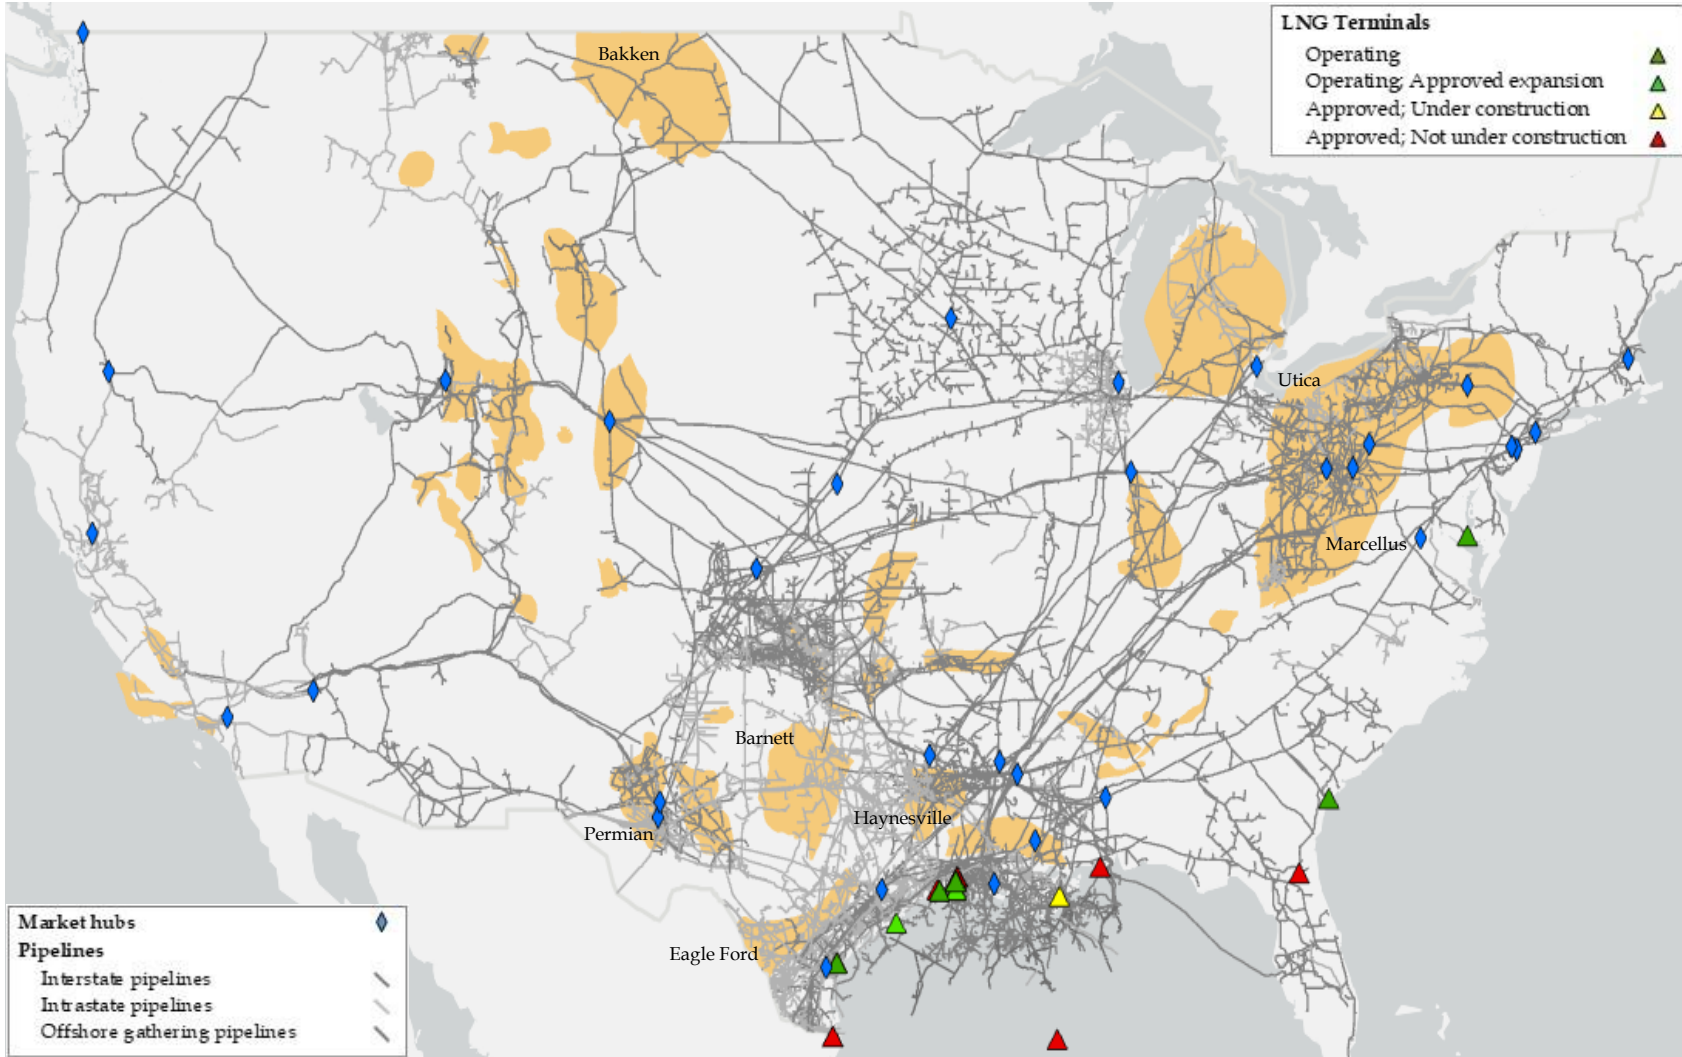 LNG Terminals
Operating
Operating; Approved expansion
Approved; Under construction
Approved; Not under construction
Bakken
Utica
Marcellus
Barnett
Haynesville
Permian
Eagle Ford
Market hubs
Pipelines
Interstate pipelines
Intrastate pipelines
Offshore gathering pipelines